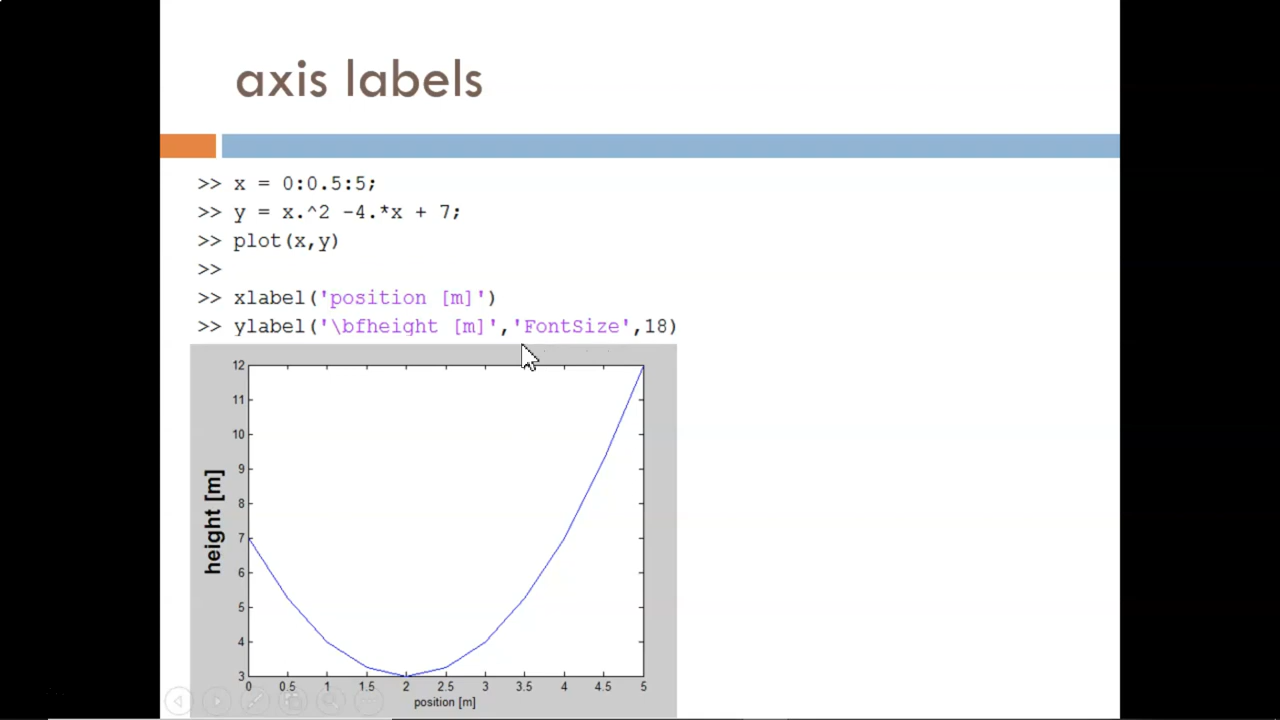 axis labels
>> x = 0:0.5:5;
>> y = x.^2 -4.*x + 7;
>> plot(x,y)
>>
>> xlabel('position [m]')
>> ylabel('\bfheight [m]','FontSize',18)
12
11
10
9
8
7
6
5
4
3
height [m]
0 0.5 1 1.5 2 2.5 3 3.5 4 4.5 5
position [m]